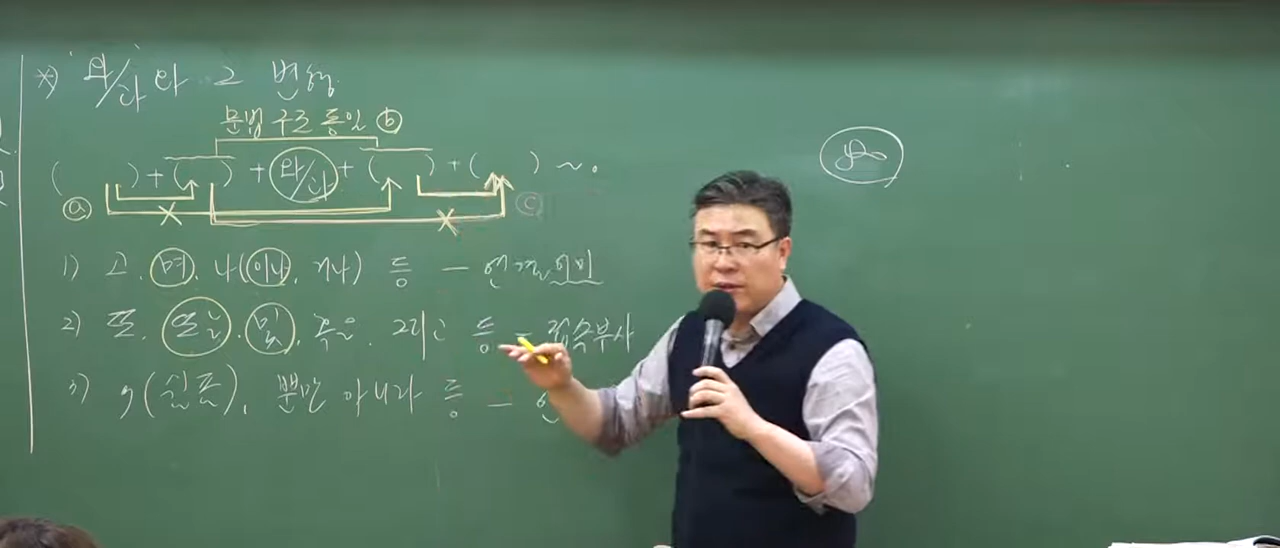 *) '와/과'와 그 변형.
문법 구조 동일 ⓑ
( ) + ( ) + 와/과 + ( ) + ( ) ~.
ⓐ × × ⓒ
1) 고, 며, 나(이나, 거나) 등 — 연결어미
2) 또, 또는, 및, 혹은, 그리고 등 — 접속부사
3) , (쉼표), 뿐만 아니라 등 —